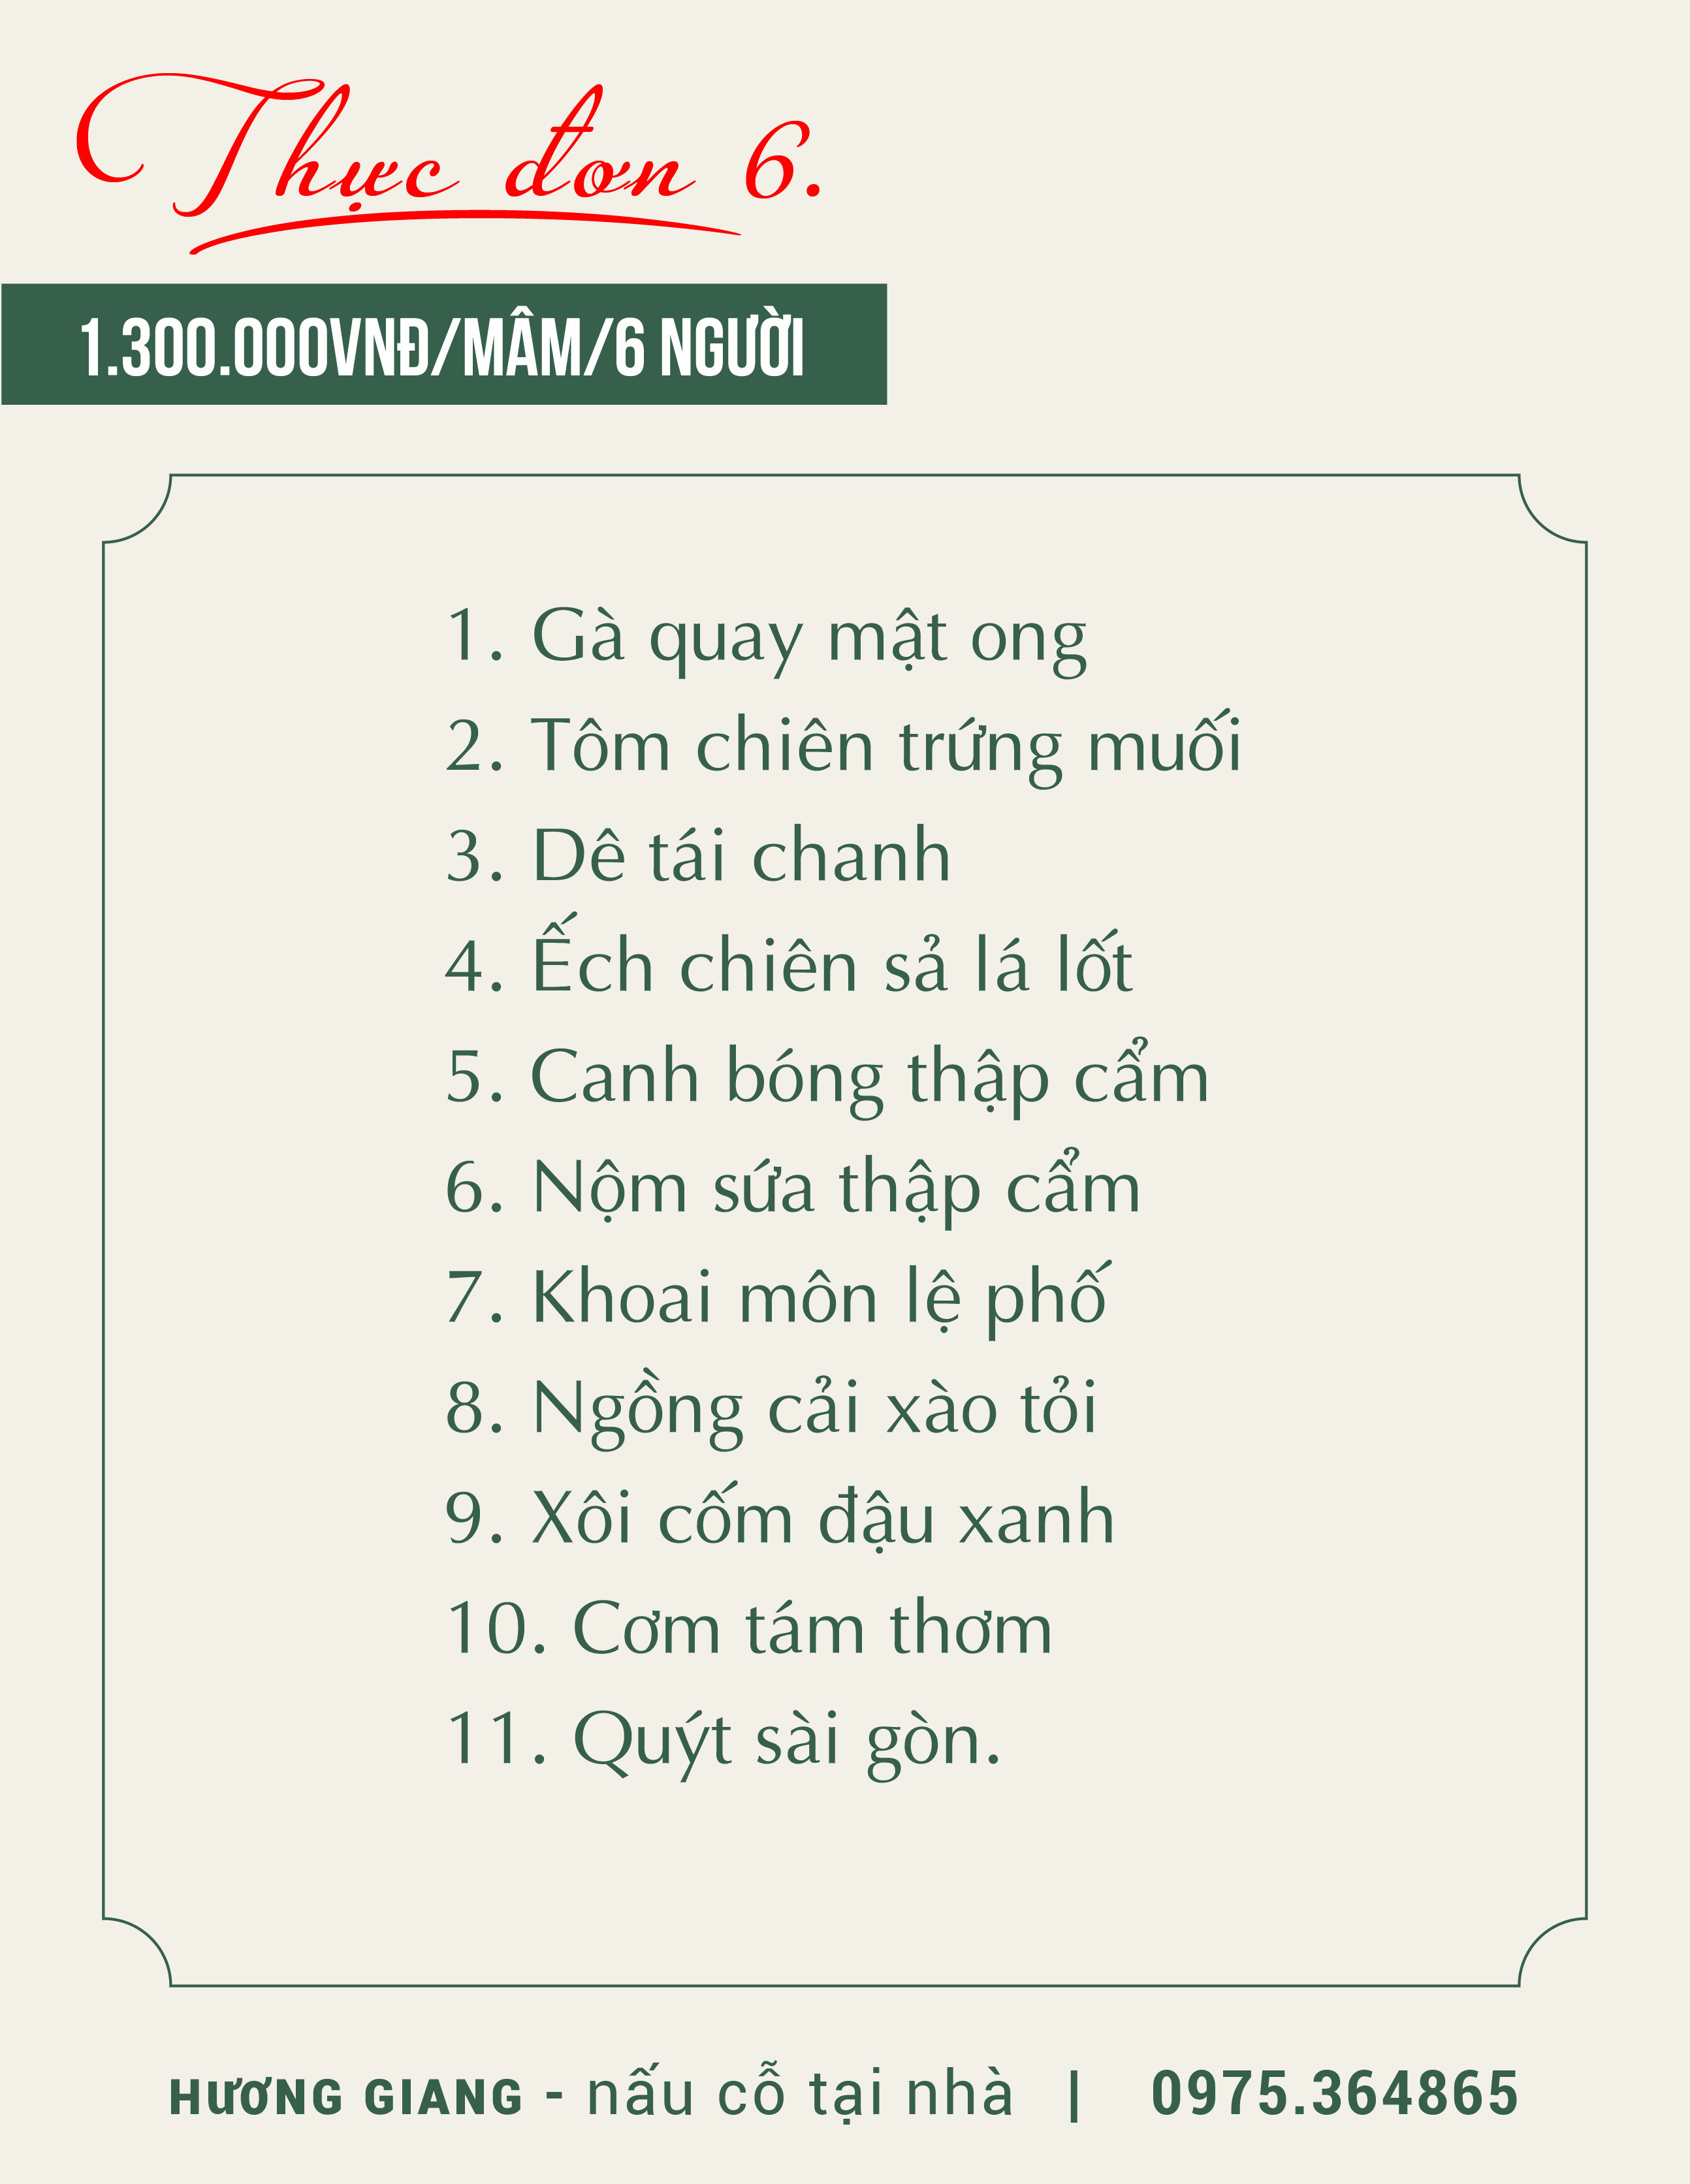 Thực đơn 6.
1.300.000VNĐ/MÂM/6 NGƯỜI
1. Gà quay mật ong
2. Tôm chiên trứng muối
3. Dê tái chanh
4. Ếch chiên sả lá lốt
5. Canh bóng thập cẩm
6. Nộm sứa thập cẩm
7. Khoai môn lệ phố
8. Ngồng cải xào tỏi
9. Xôi cốm đậu xanh
10. Cơm tám thơm
11. Quýt sài gòn.
HươNG GIANG - nấu cỗ tại nhà | 0975.364865